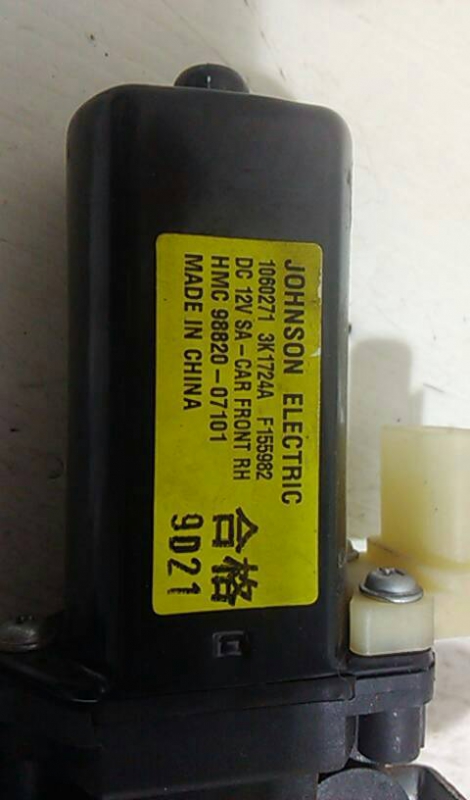 JOHNSON ELECTRIC
1060271 3K1724A F155982
DC 12V SA-CAR FRONT RH
HMC 98820-07101
MADE IN CHINA
合格
9D21